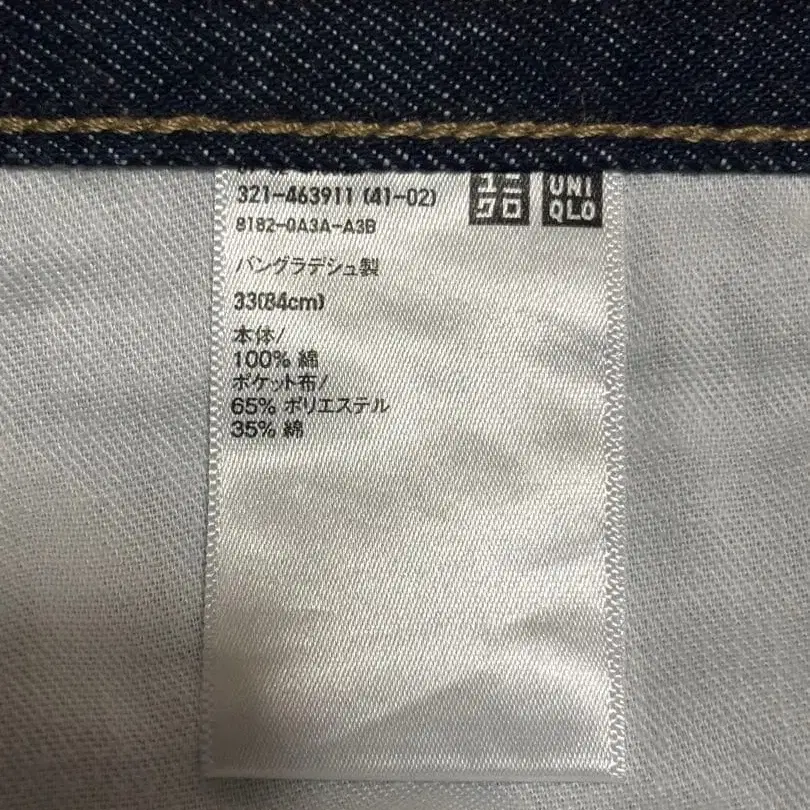 321-463911 (41-02)
ユニ
クロ
UNI
QLO
8182-0A3A-A3B
バングラデシュ製
33(84cm)
本体/
100% 綿
ポケット布/
65% ポリエステル
35% 綿